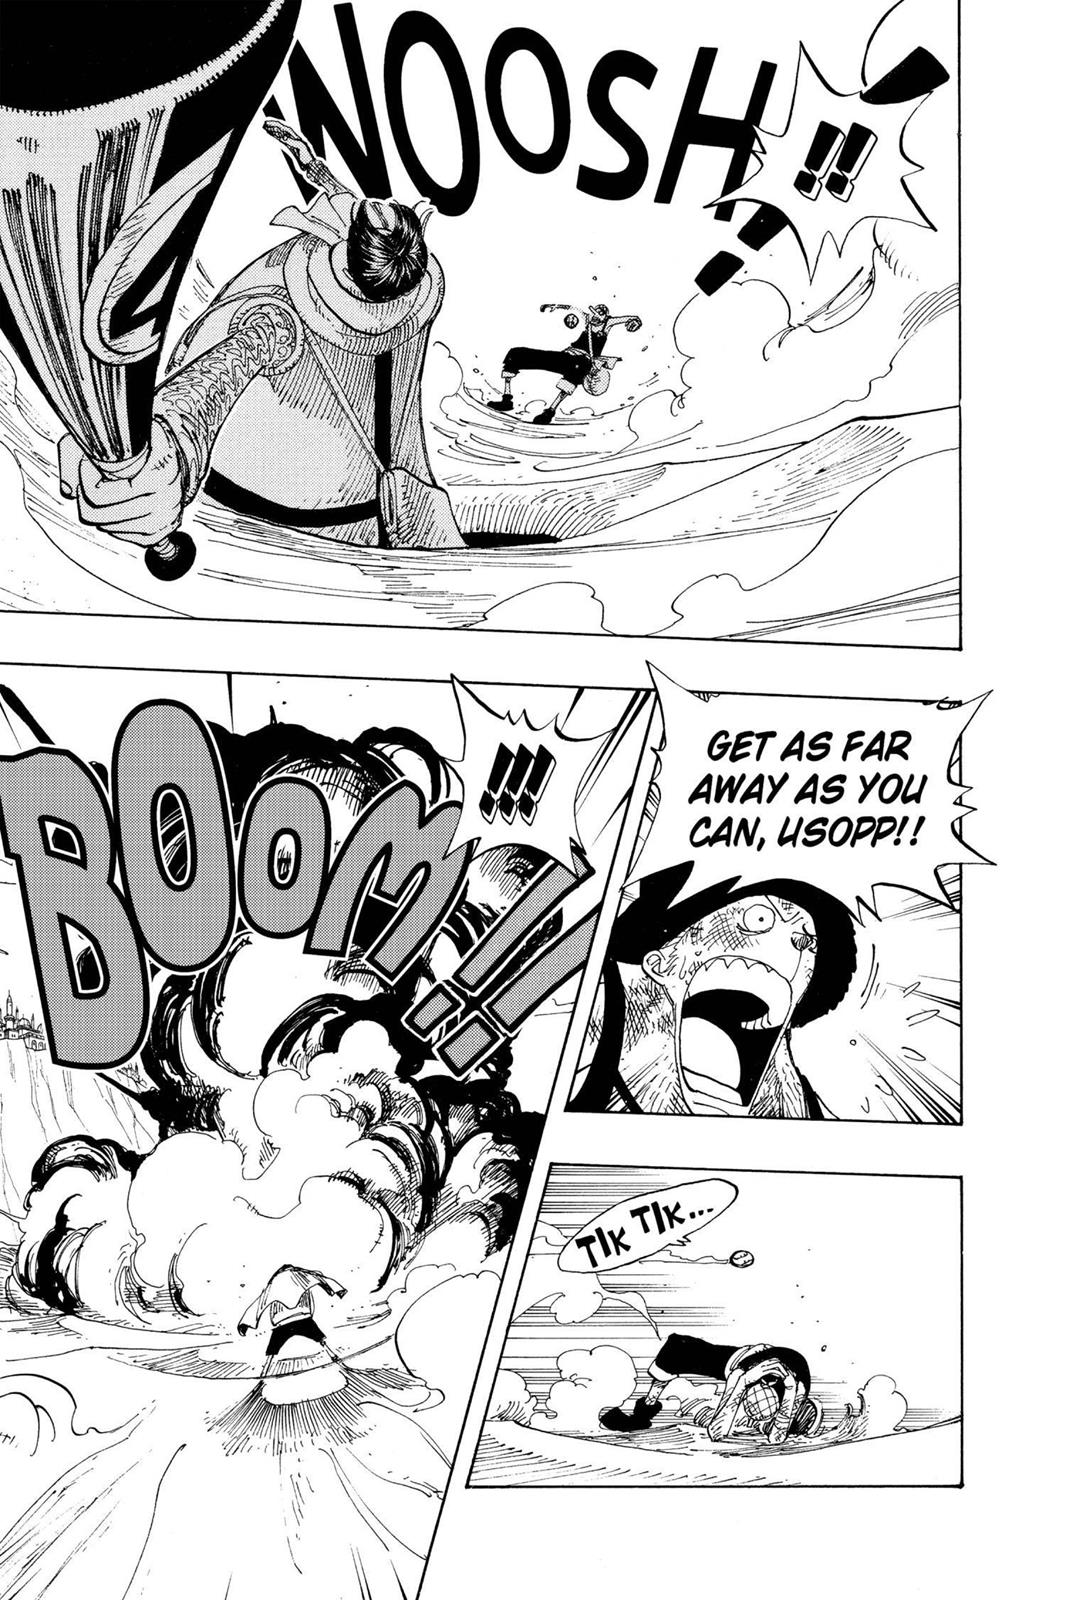 WOOSH!!
!!
GET AS FAR
AWAY AS YOU
CAN, USOPP!!
TIK TIK...
!!!
BOOM!!